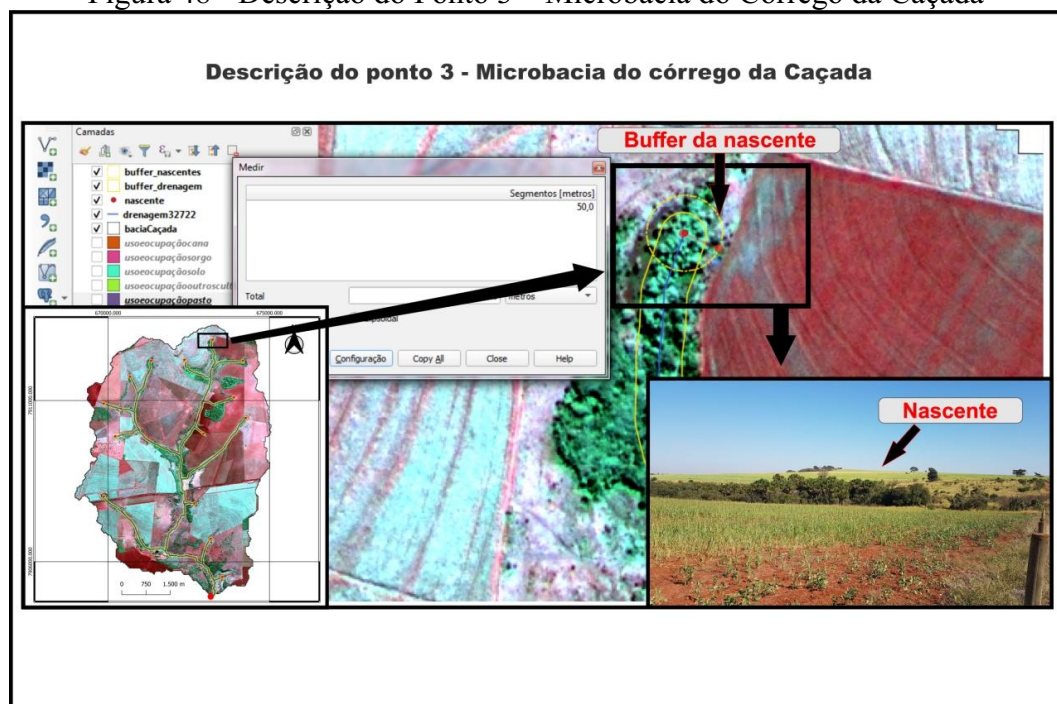 Figura 48 - Descrição do Ponto 3 – Microbacia do Córrego da Caçada
Descrição do ponto 3 - Microbacia do córrego da Caçada
Camadas
buffer_nascentes
buffer_drenagem
nascente
drenagem32722
baciaCaçada
usoeocupaçãocana
usoeocupaçãosorgo
usoeocupaçãosolo
usoeocupaçãooutroscult
usoeocupaçãopasto
Medir
Segmentos [metros]
50,0
Total
metros
Configuração
Copy All
Close
Help
Buffer da nascente
Nascente
670000.000
675000.000
0 750 1.500 m